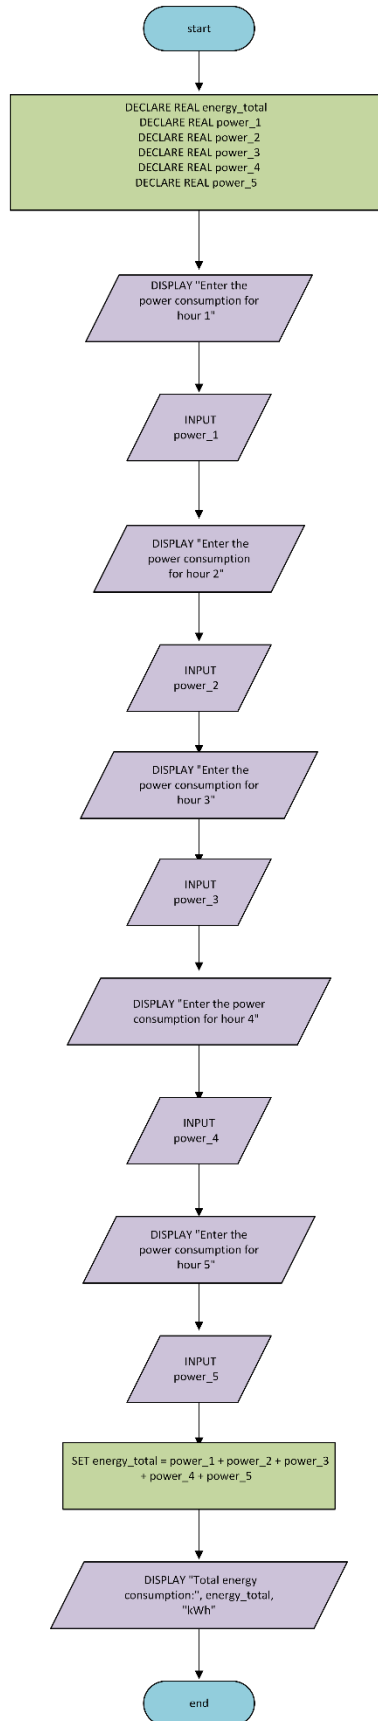 start
DECLARE REAL energy_total
DECLARE REAL power_1
DECLARE REAL power_2
DECLARE REAL power_3
DECLARE REAL power_4
DECLARE REAL power_5
DISPLAY "Enter the
power consumption for
hour 1"
INPUT
power_1
DISPLAY "Enter the
power consumption
for hour 2"
INPUT
power_2
DISPLAY "Enter the
power consumption for
hour 3"
INPUT
power_3
DISPLAY "Enter the power
consumption for hour 4"
INPUT
power_4
DISPLAY "Enter the
power consumption for
hour 5"
INPUT
power_5
SET energy_total = power_1 + power_2 + power_3
+ power_4 + power_5
DISPLAY "Total energy
consumption:", energy_total,
"kWh"
end